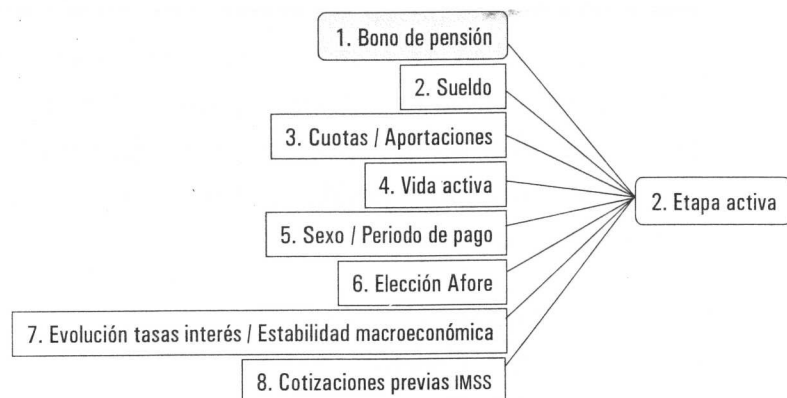 1. Bono de pensión
2. Sueldo
3. Cuotas / Aportaciones
4. Vida activa
2. Etapa activa
5. Sexo / Periodo de pago
6. Elección Afore
7. Evolución tasas interés / Estabilidad macroeconómica
8. Cotizaciones previas IMSS